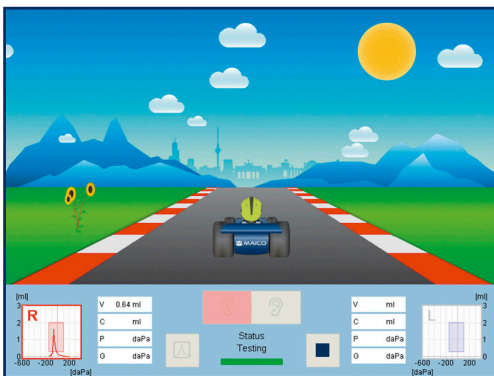 MAICO
[ml]
3
2
1
0
R
-600 -200 200
[daPa]
V 0.64 ml
C ml
P daPa
G daPa
Status
Testing
V ml
C ml
P daPa
G daPa
[ml]
3
2
1
0
L
-600 -200 200
[daPa]